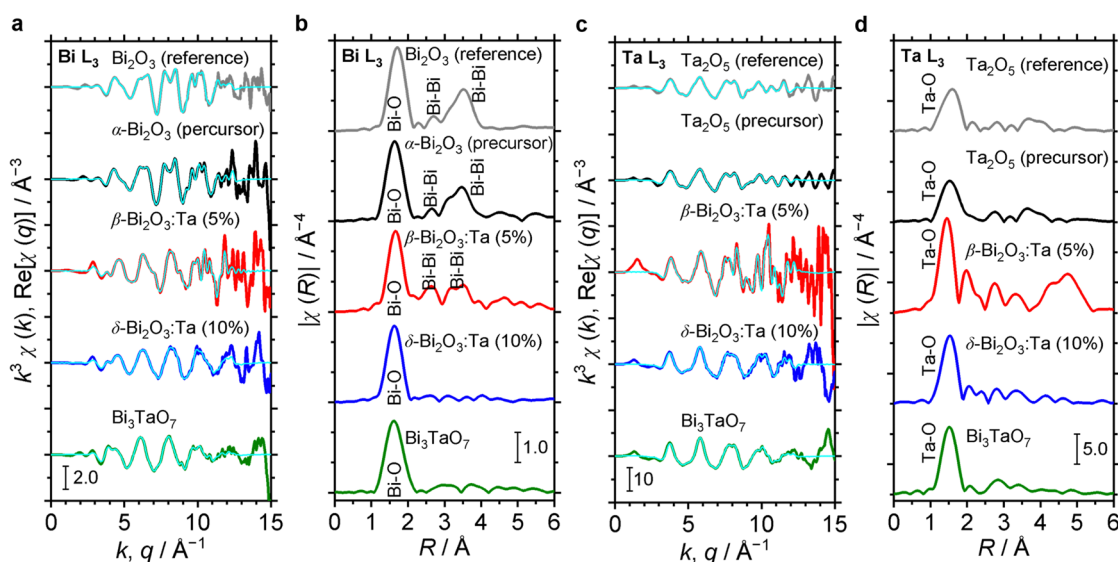 a
Bi L₃
Bi₂O₃ (reference)
α-Bi₂O₃ (percursor)
β-Bi₂O₃:Ta (5%)
δ-Bi₂O₃:Ta (10%)
Bi₃TaO₇
2.0
k³ χ (k), Re[χ (q)] / Å⁻³
0 5 10 15
k, q / Å⁻¹
b
Bi L₃
Bi₂O₃ (reference)
Bi-O
Bi-Bi
Bi-Bi
α-Bi₂O₃ (precursor)
Bi-O
Bi-Bi
Bi-Bi
β-Bi₂O₃:Ta (5%)
Bi-O
Bi-Bi
Bi-Bi
δ-Bi₂O₃:Ta (10%)
Bi-O
Bi₃TaO₇
Bi-O
1.0
|χ (R)| / Å⁻⁴
0 1 2 3 4 5 6
R / Å
c
Ta L₃
Ta₂O₅ (reference)
Ta₂O₅ (precursor)
β-Bi₂O₃:Ta (5%)
δ-Bi₂O₃:Ta (10%)
Bi₃TaO₇
10
k³ χ (k), Re[χ (q)] / Å⁻³
0 5 10 15
k, q / Å⁻¹
d
Ta L₃
Ta₂O₅ (reference)
Ta-O
Ta₂O₅ (precursor)
Ta-O
β-Bi₂O₃:Ta (5%)
Ta-O
δ-Bi₂O₃:Ta (10%)
Ta-O
Bi₃TaO₇
Ta-O
5.0
|χ (R)| / Å⁻⁴
0 1 2 3 4 5 6
R / Å